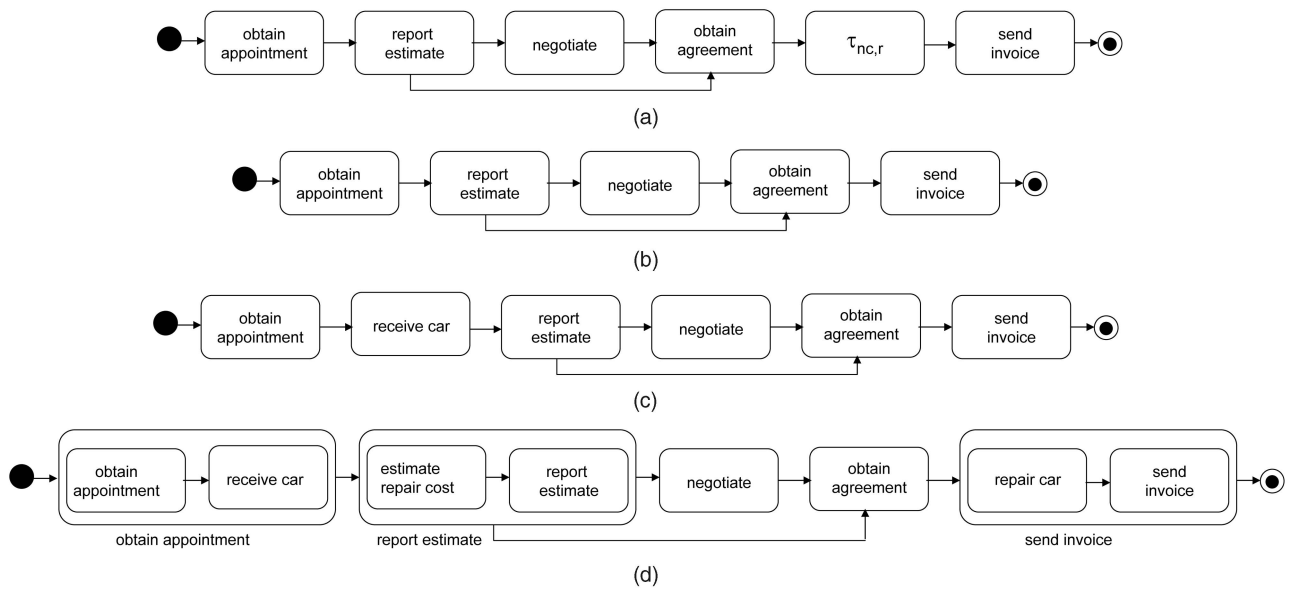 obtain
appointment
report
estimate
negotiate
obtain
agreement
τnc,r
send
invoice
(a)
obtain
appointment
report
estimate
negotiate
obtain
agreement
send
invoice
(b)
obtain
appointment
receive car
report
estimate
negotiate
obtain
agreement
send
invoice
(c)
obtain
appointment
receive car
estimate
repair cost
report
estimate
negotiate
obtain
agreement
repair car
send
invoice
obtain appointment
report estimate
send invoice
(d)